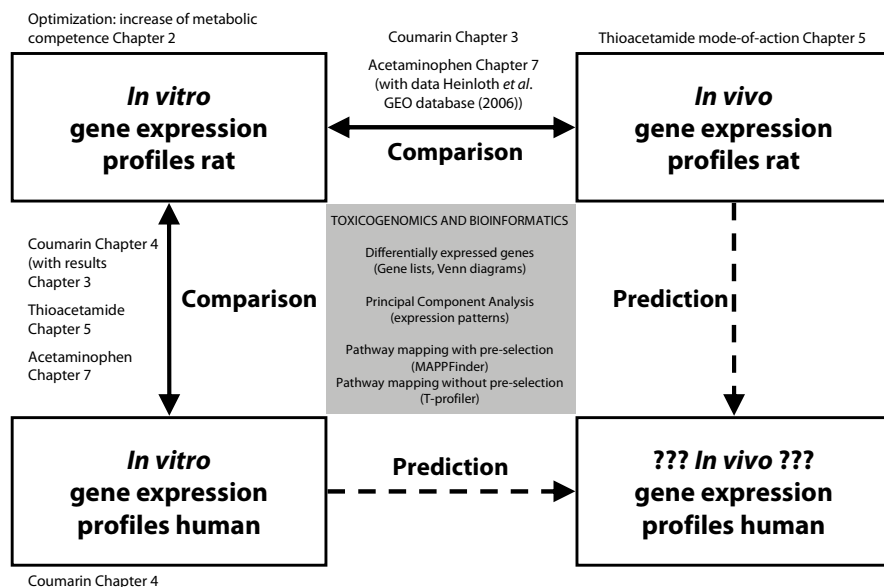 Optimization: increase of metabolic
competence Chapter 2
In vitro
gene expression
profiles rat
Coumarin Chapter 3
Acetaminophen Chapter 7
(with data Heinloth et al.
GEO database (2006))
Comparison
Thioacetamide mode-of-action Chapter 5
In vivo
gene expression
profiles rat
Coumarin Chapter 4
(with results
Chapter 3
Thioacetamide
Chapter 5
Acetaminophen
Chapter 7
Comparison
TOXICOGENOMICS AND BIOINFORMATICS
Differentially expressed genes
(Gene lists, Venn diagrams)
Principal Component Analysis
(expression patterns)
Pathway mapping with pre-selection
(MAPPFinder)
Pathway mapping without pre-selection
(T-profiler)
Prediction
In vitro
gene expression
profiles human
Prediction
??? In vivo ???
gene expression
profiles human
Coumarin Chapter 4